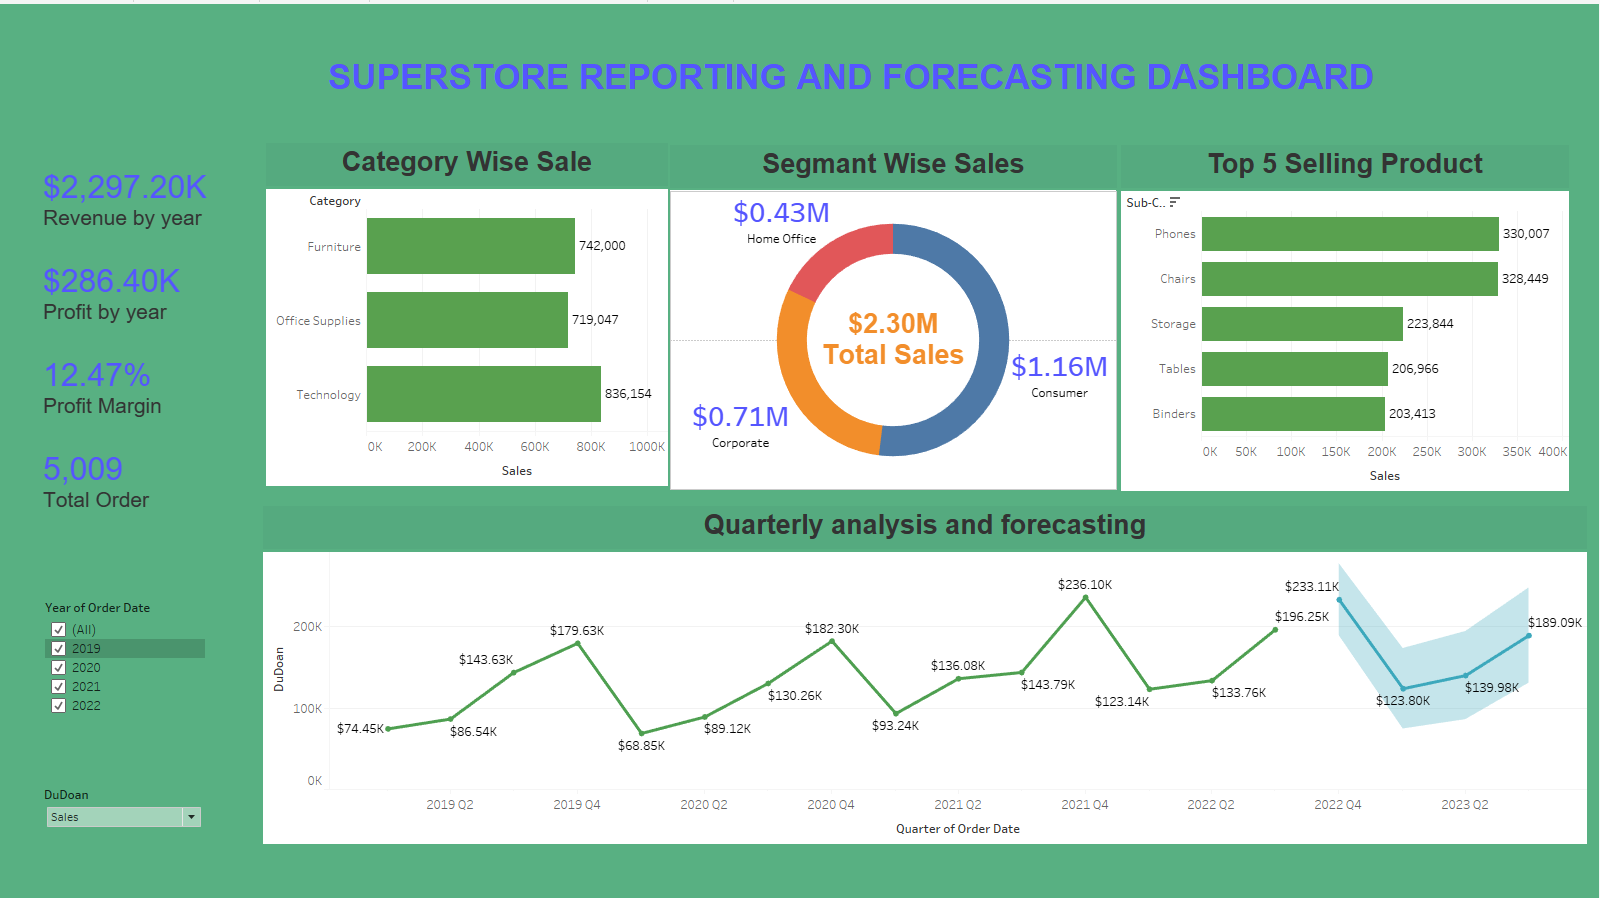 SUPERSTORE REPORTING AND FORECASTING DASHBOARD
$2,297.20K
Revenue by year
$286.40K
Profit by year
12.47%
Profit Margin
5,009
Total Order
Category Wise Sale
Category
Furniture
742,000
Office Supplies
719,047
Technology
836,154
0K 200K 400K 600K 800K 1000K
Sales
Segmant Wise Sales
$0.43M
Home Office
$2.30M
Total Sales
$1.16M
Consumer
$0.71M
Corporate
Top 5 Selling Product
Sub-C..
Phones
330,007
Chairs
328,449
Storage
223,844
Tables
206,966
Binders
203,413
0K 50K 100K 150K 200K 250K 300K 350K 400K
Sales
Quarterly analysis and forecasting
DuDoan
200K
100K
0K
$74.45K
$86.54K
$143.63K
$179.63K
$68.85K
$89.12K
$130.26K
$182.30K
$93.24K
$136.08K
$143.79K
$236.10K
$123.14K
$133.76K
$196.25K
$233.11K
$123.80K
$139.98K
$189.09K
2019 Q2 2019 Q4 2020 Q2 2020 Q4 2021 Q2 2021 Q4 2022 Q2 2022 Q4 2023 Q2
Quarter of Order Date
Year of Order Date
(All)
2019
2020
2021
2022
DuDoan
Sales